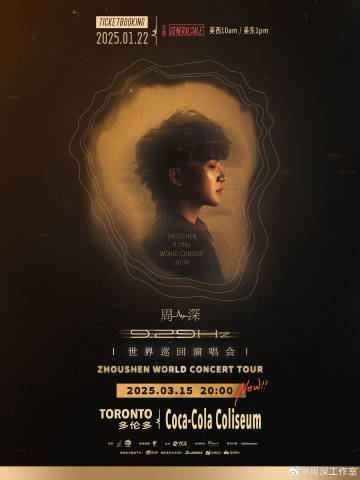 TICKETBOOKING
2025.01.22
GENERALSALE
美西10am / 美东1pm
ZHOUSHEN
9.29Hz
WORLD CONCERT
TOUR
周 深
9.29Hz
世界巡回演唱会
ZHOUSHEN WORLD CONCERT TOUR
2025.03.15 20:00
New!!
TORONTO
多伦多
Coca-Cola Coliseum
@周深工作室